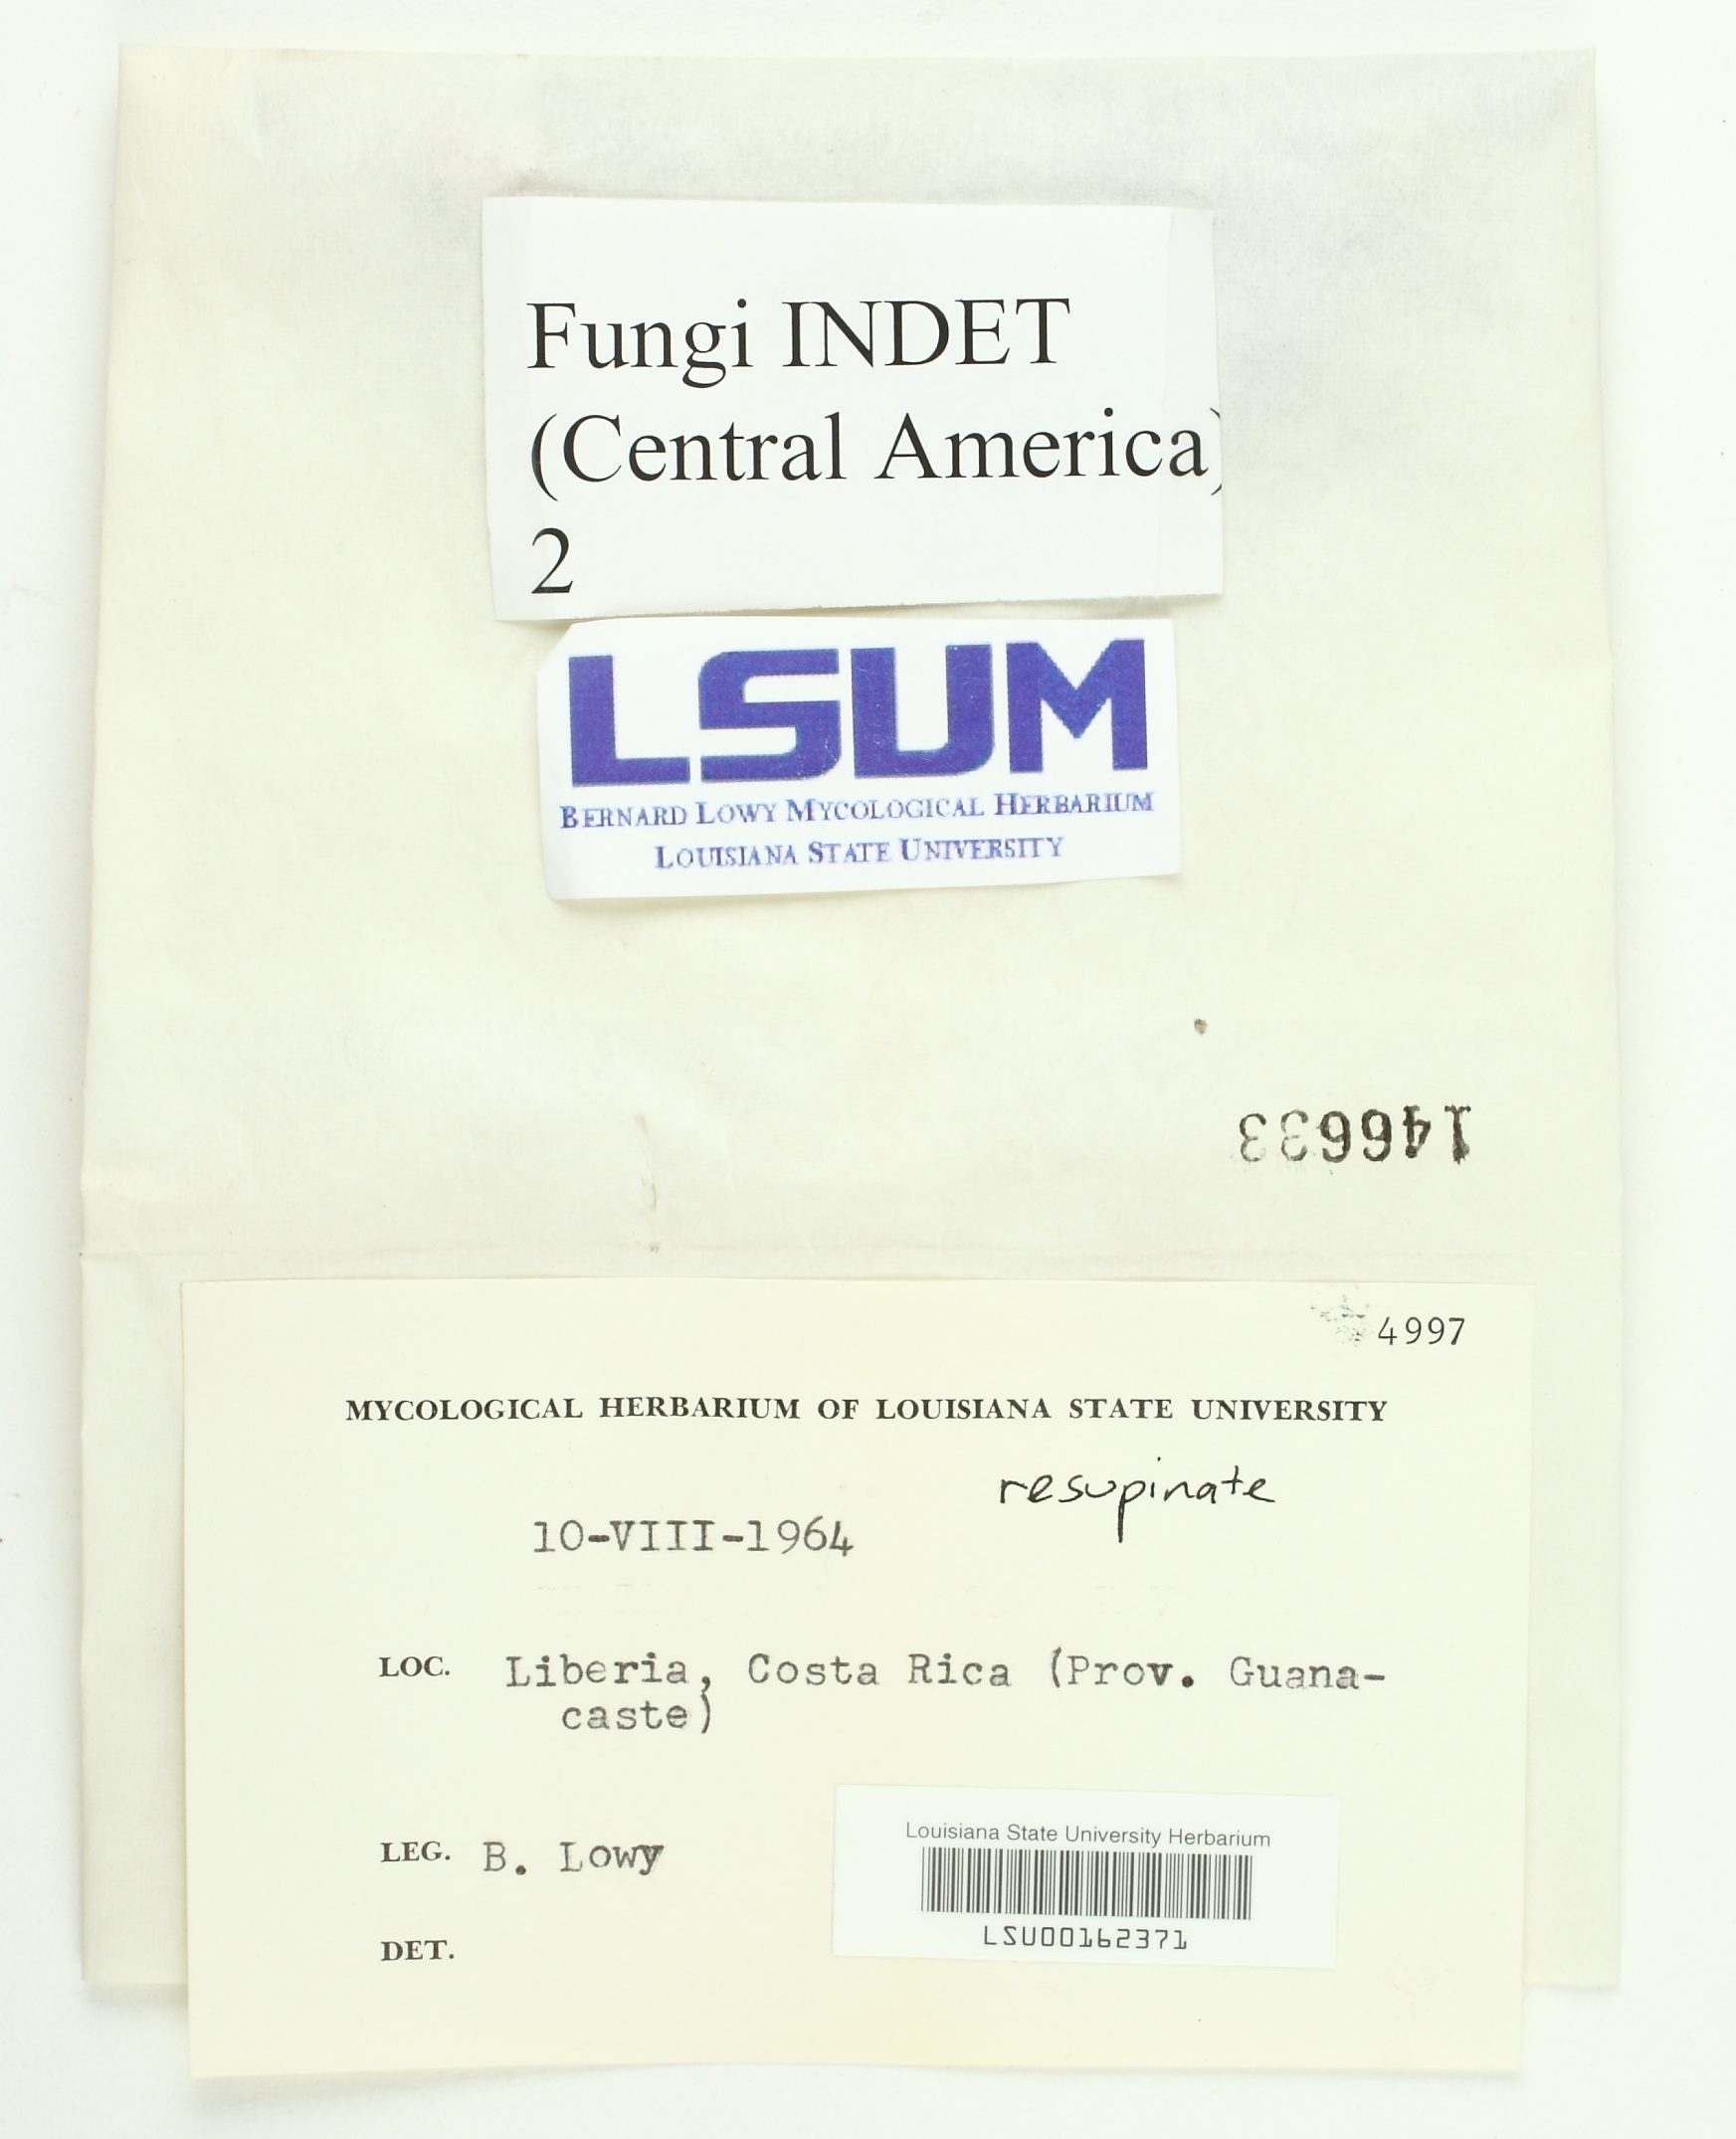 Fungi INDET
(Central America)
2
LSUM
BERNARD LOWY MYCOLOGICAL HERBARIUM
LOUISIANA STATE UNIVERSITY
146633
4997
MYCOLOGICAL HERBARIUM OF LOUISIANA STATE UNIVERSITY
resupinate
10-VIII-1964
LOC. Liberia, Costa Rica (Prov. Guana-
caste)
LEG. B. Lowy
Louisiana State University Herbarium
LSU00162371
DET.